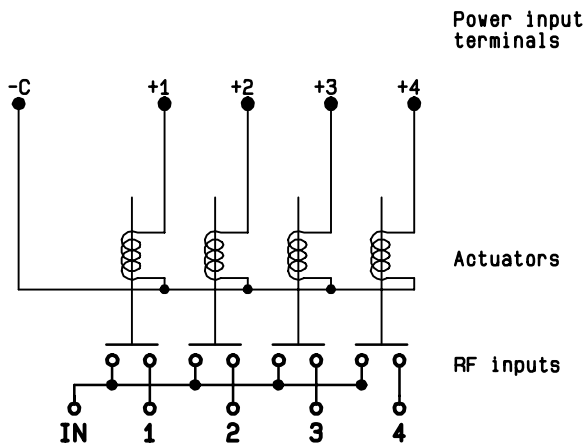 Power input
terminals
-C +1 +2 +3 +4
Actuators
RF inputs
IN 1 2 3 4